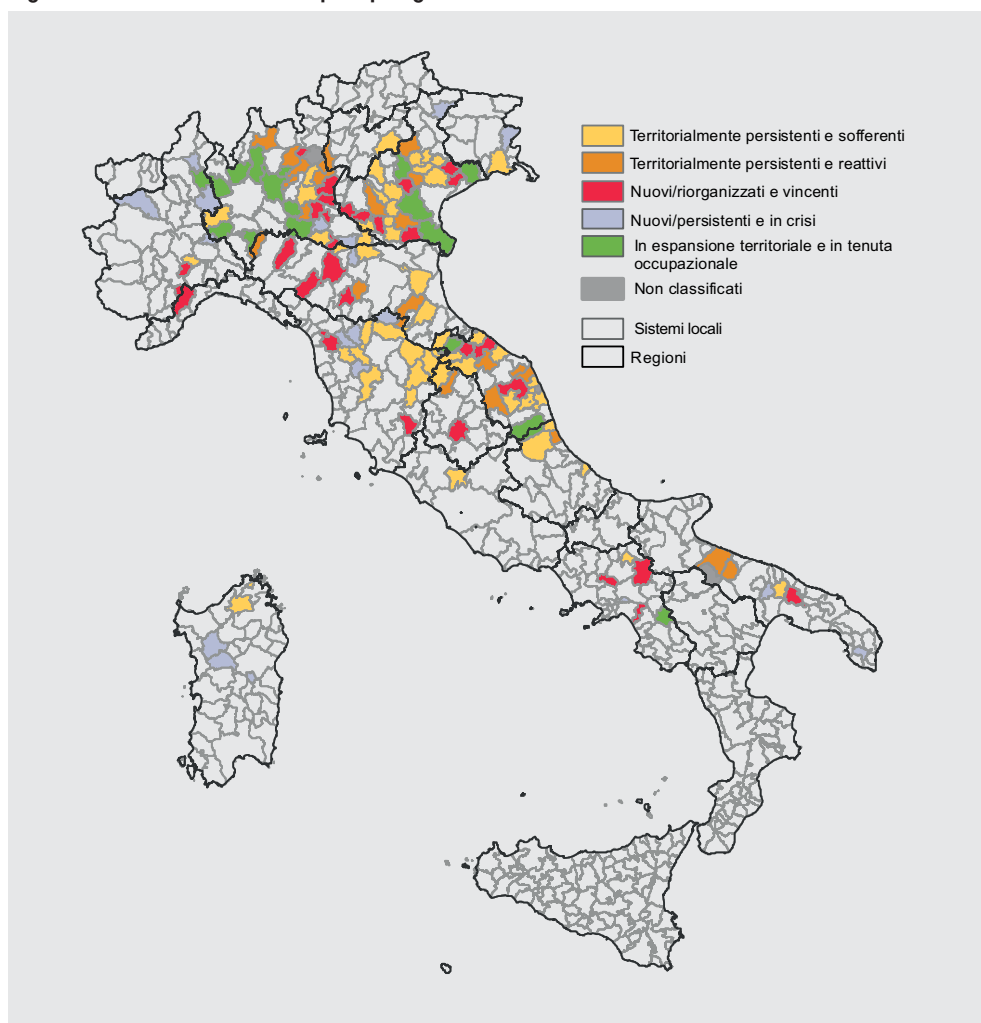 Territorialmente persistenti e sofferenti
Territorialmente persistenti e reattivi
Nuovi/riorganizzati e vincenti
Nuovi/persistenti e in crisi
In espansione territoriale e in tenuta
occupazionale
Non classificati
Sistemi locali
Regioni